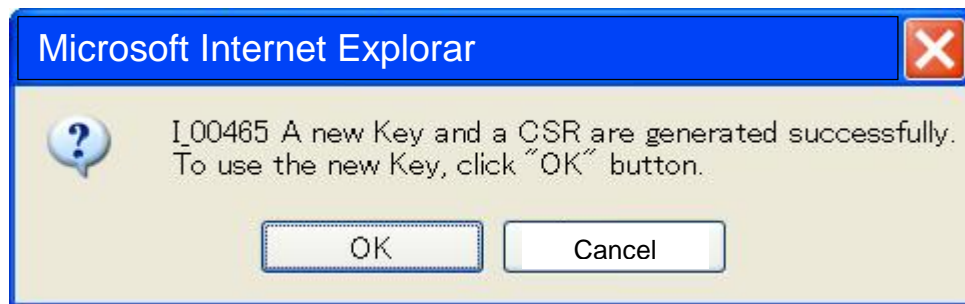 Microsoft Internet Explorar
I_00465 A new Key and a CSR are generated successfully.
To use the new Key, click "OK" button.
OK
Cancel